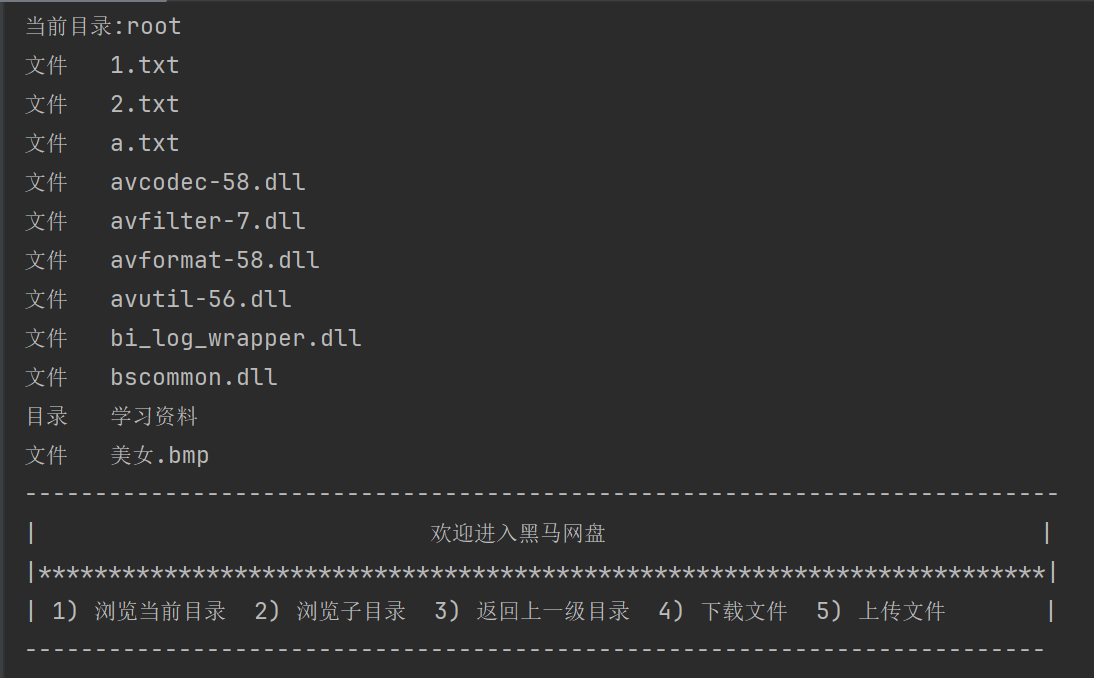 当前目录:root
文件   1.txt
文件   2.txt
文件   a.txt
文件   avcodec-58.dll
文件   avfilter-7.dll
文件   avformat-58.dll
文件   avutil-56.dll
文件   bi_log_wrapper.dll
文件   bscommon.dll
目录   学习资料
文件   美女.bmp
--------------------------------------------------------------------------
|                            欢迎进入黑马网盘                               |
|************************************************************************|
| 1) 浏览当前目录  2) 浏览子目录  3) 返回上一级目录  4) 下载文件  5) 上传文件       |
-------------------------------------------------------------------------